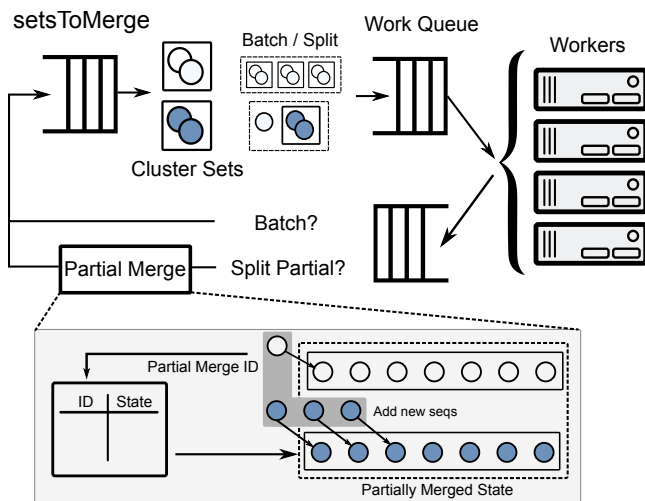 setsToMerge
Batch / Split
Work Queue
Workers
Cluster Sets
Batch?
Partial Merge
Split Partial?
Partial Merge ID
ID State
Add new seqs
Partially Merged State